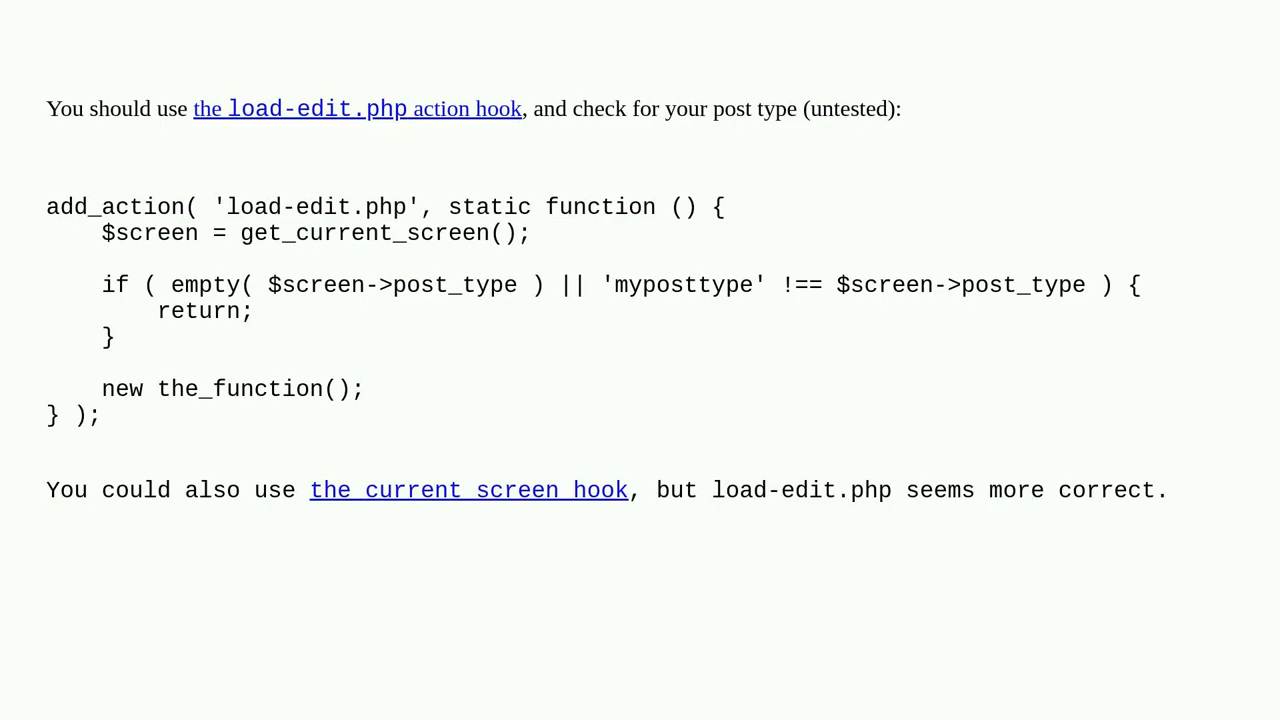 You should use the load-edit.php action hook, and check for your post type (untested):
add_action( 'load-edit.php', static function () {
    $screen = get_current_screen();
    if ( empty( $screen->post_type ) || 'myposttype' !== $screen->post_type ) {
        return;
    }
    new the_function();
} );
You could also use the current screen hook, but load-edit.php seems more correct.